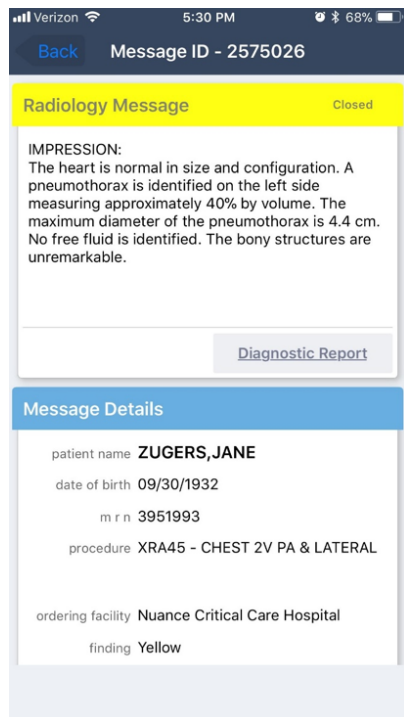 Verizon 5:30 PM 68%
Back Message ID - 2575026
Radiology Message Closed
IMPRESSION:
The heart is normal in size and configuration. A
pneumothorax is identified on the left side
measuring approximately 40% by volume. The
maximum diameter of the pneumothorax is 4.4 cm.
No free fluid is identified. The bony structures are
unremarkable.
Diagnostic Report
Message Details
patient name ZUGERS,JANE
date of birth 09/30/1932
m r n 3951993
procedure XRA45 - CHEST 2V PA & LATERAL
ordering facility Nuance Critical Care Hospital
finding Yellow